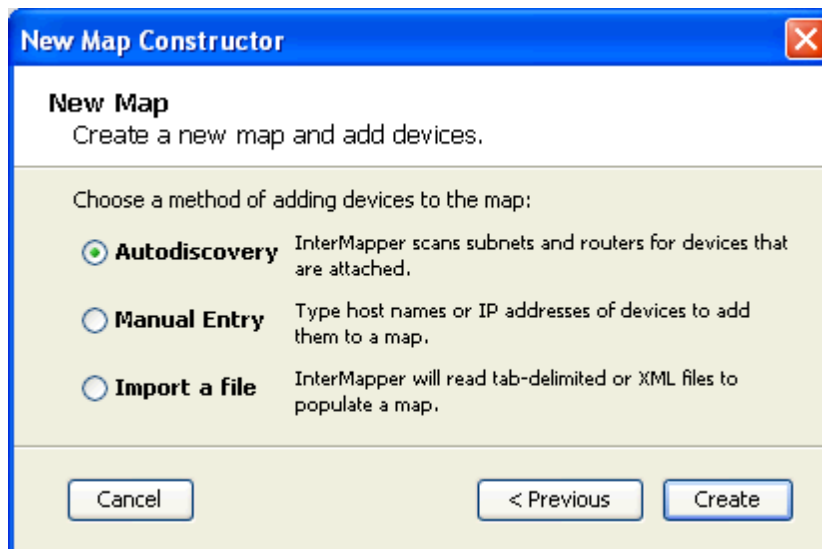 New Map Constructor
New Map
Create a new map and add devices.
Choose a method of adding devices to the map:
Autodiscovery
InterMapper scans subnets and routers for devices that
are attached.
Manual Entry
Type host names or IP addresses of devices to add
them to a map.
Import a file
InterMapper will read tab-delimited or XML files to
populate a map.
Cancel
< Previous
Create